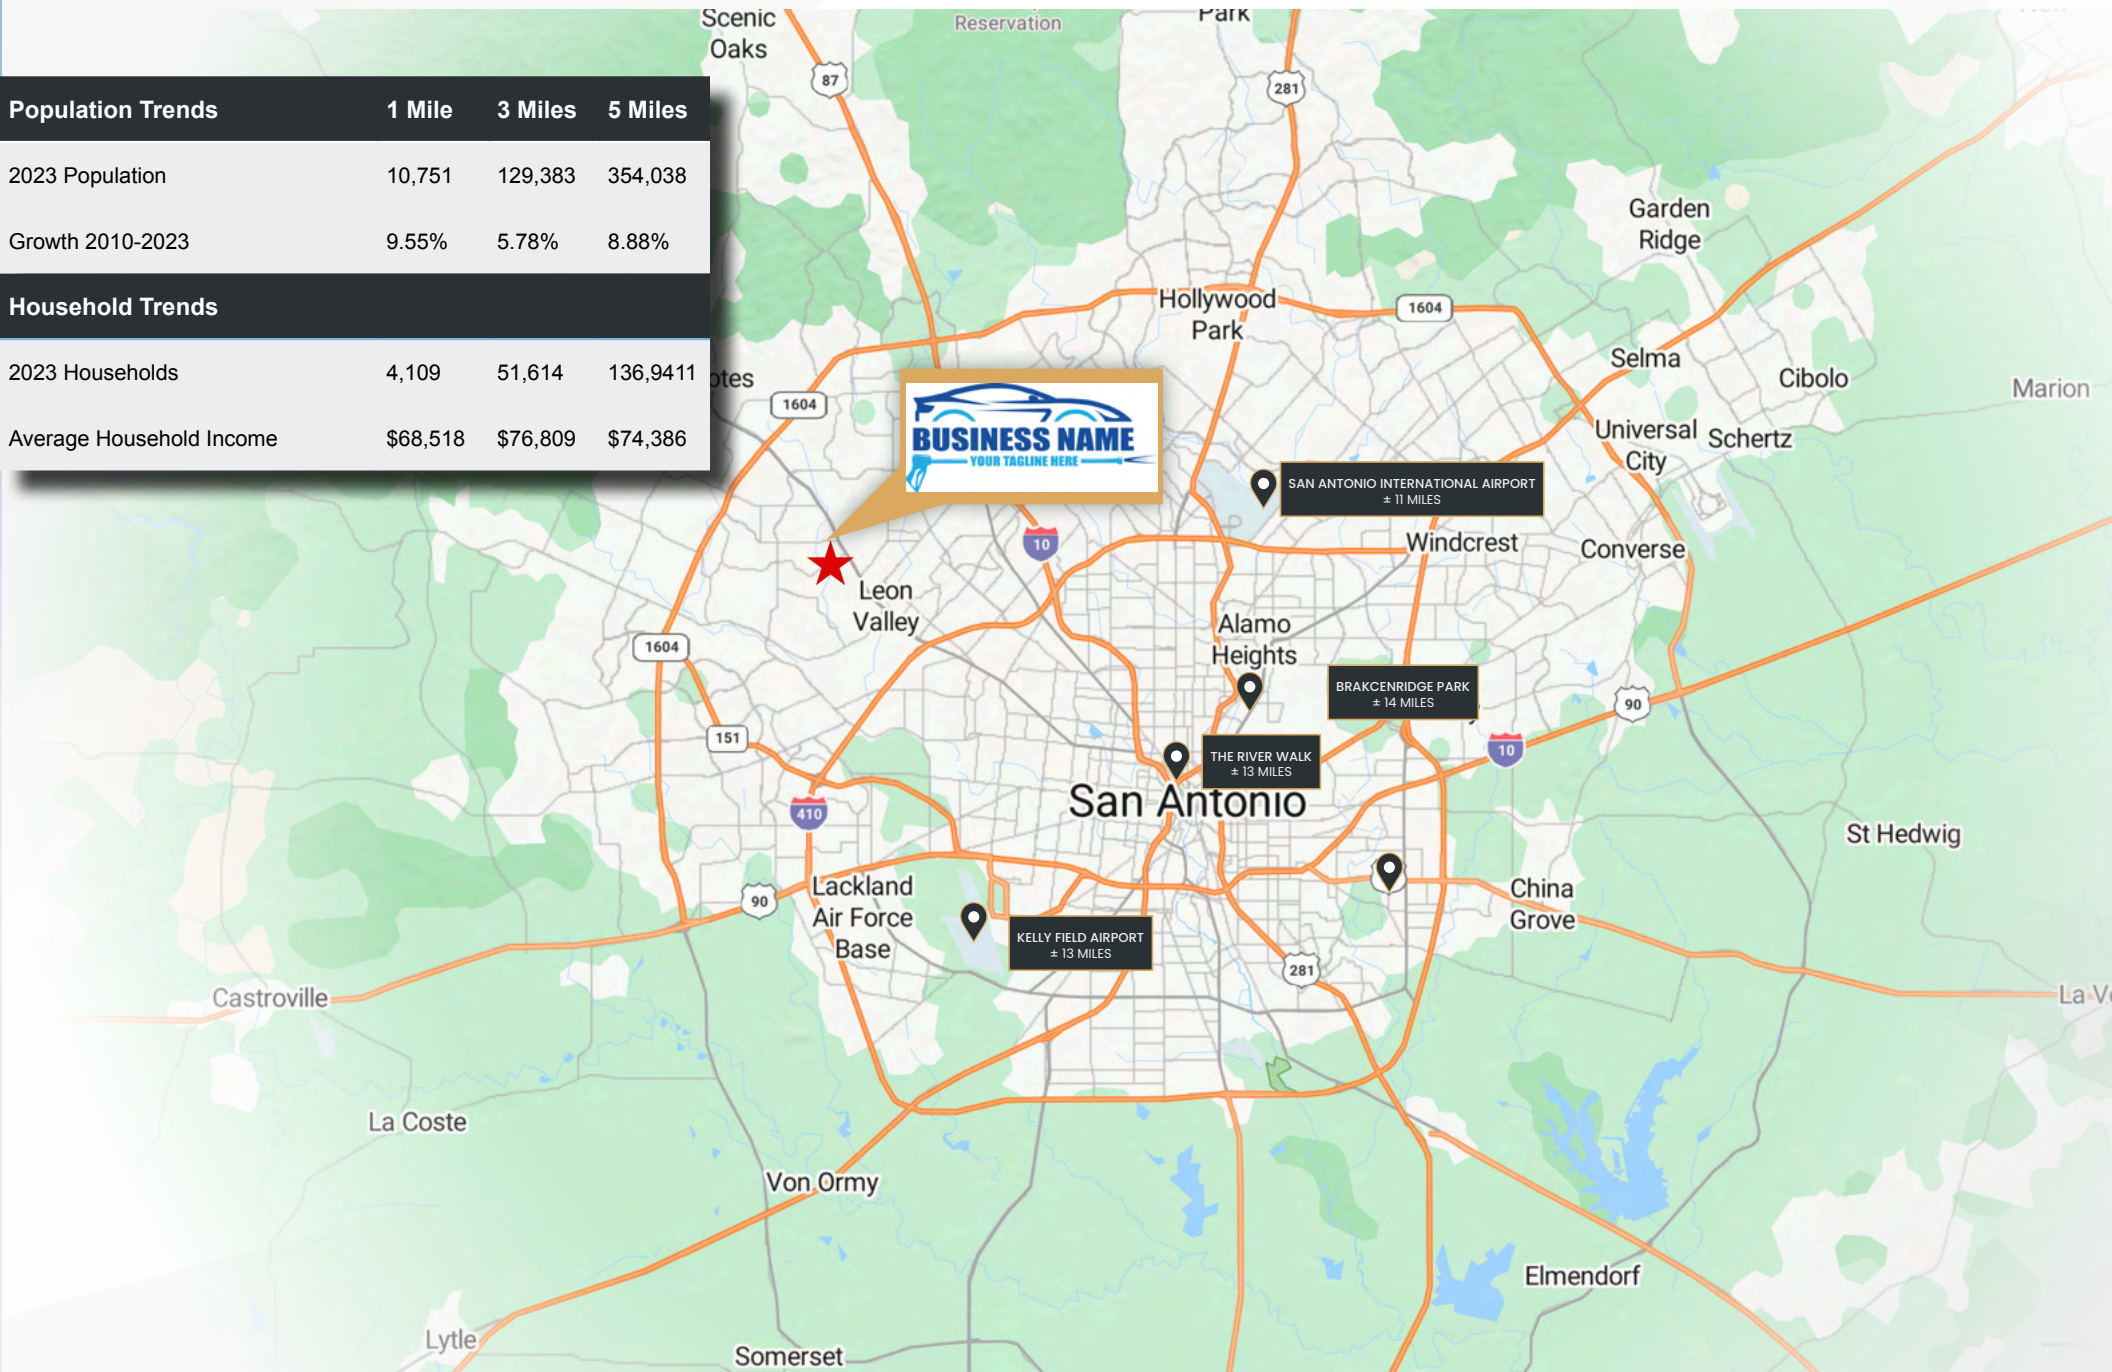 Scenic
Oaks
Reservation
Park
87
281
Population Trends 1 Mile 3 Miles 5 Miles
2023 Population 10,751 129,383 354,038
Growth 2010-2023 9.55% 5.78% 8.88%
Household Trends
2023 Households 4,109 51,614 136,9411
Average Household Income $68,518 $76,809 $74,386
otes
Garden
Ridge
Hollywood
Park
1604
1604
Selma
Cibolo
Marion
Universal
City
Schertz
BUSINESS NAME
YOUR TAGLINE HERE
SAN ANTONIO INTERNATIONAL AIRPORT
± 11 MILES
10
Windcrest
Converse
Leon
Valley
Alamo
Heights
1604
BRAKCENRIDGE PARK
± 14 MILES
90
151
10
THE RIVER WALK
± 13 MILES
San Antonio
410
St Hedwig
Lackland
Air Force
Base
90
China
Grove
KELLY FIELD AIRPORT
± 13 MILES
281
Castroville
La V
La Coste
Von Ormy
Elmendorf
Lytle
Somerset